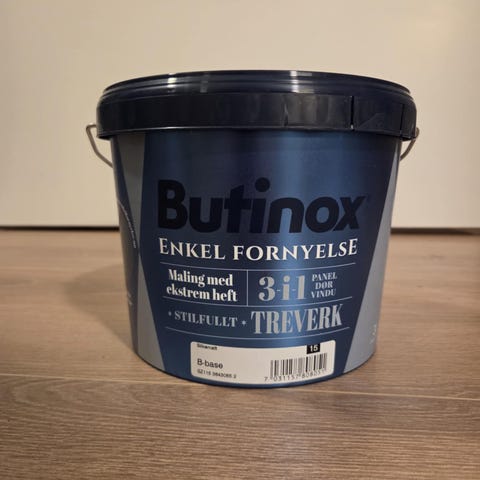 Butinox
ENKEL FORNYELSE
Maling med
ekstrem heft
3-i-1
PANEL
DØR
VINDU
• STILFULLT • TREVERK
Silkematt
15
B-base